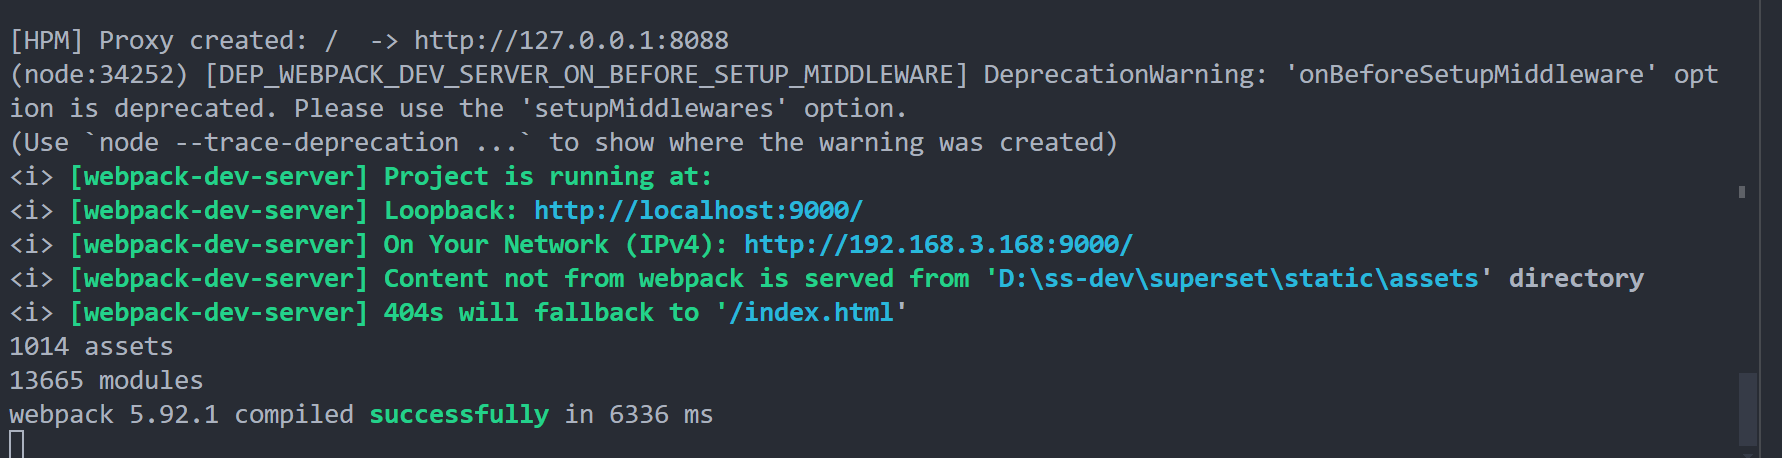 [HPM] Proxy created: /  -> http://127.0.0.1:8088
(node:34252) [DEP_WEBPACK_DEV_SERVER_ON_BEFORE_SETUP_MIDDLEWARE] DeprecationWarning: 'onBeforeSetupMiddleware' opt
ion is deprecated. Please use the 'setupMiddlewares' option.
(Use `node --trace-deprecation ...` to show where the warning was created)
<i> [webpack-dev-server] Project is running at:
<i> [webpack-dev-server] Loopback: http://localhost:9000/
<i> [webpack-dev-server] On Your Network (IPv4): http://192.168.3.168:9000/
<i> [webpack-dev-server] Content not from webpack is served from 'D:\ss-dev\superset\static\assets' directory
<i> [webpack-dev-server] 404s will fallback to '/index.html'
1014 assets
13665 modules
webpack 5.92.1 compiled successfully in 6336 ms